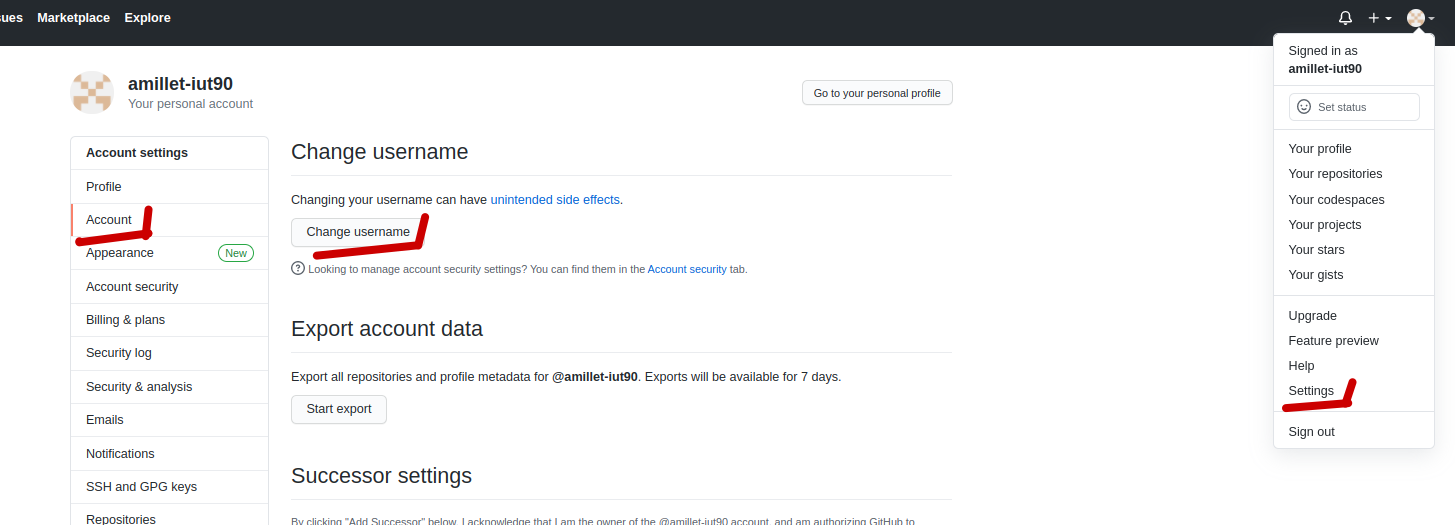 sues Marketplace Explore
amillet-iut90
Your personal account
Go to your personal profile
Account settings
Profile
Account
Appearance New
Account security
Billing & plans
Security log
Security & analysis
Emails
Notifications
SSH and GPG keys
Repositories
Change username
Changing your username can have unintended side effects.
Change username
Looking to manage account security settings? You can find them in the Account security tab.
Export account data
Export all repositories and profile metadata for @amillet-iut90. Exports will be available for 7 days.
Start export
Successor settings
By clicking "Add Successor" below, I acknowledge that I am the owner of the @amillet-iut90 account, and am authorizing GitHub to
Signed in as
amillet-iut90
Set status
Your profile
Your repositories
Your codespaces
Your projects
Your stars
Your gists
Upgrade
Feature preview
Help
Settings
Sign out